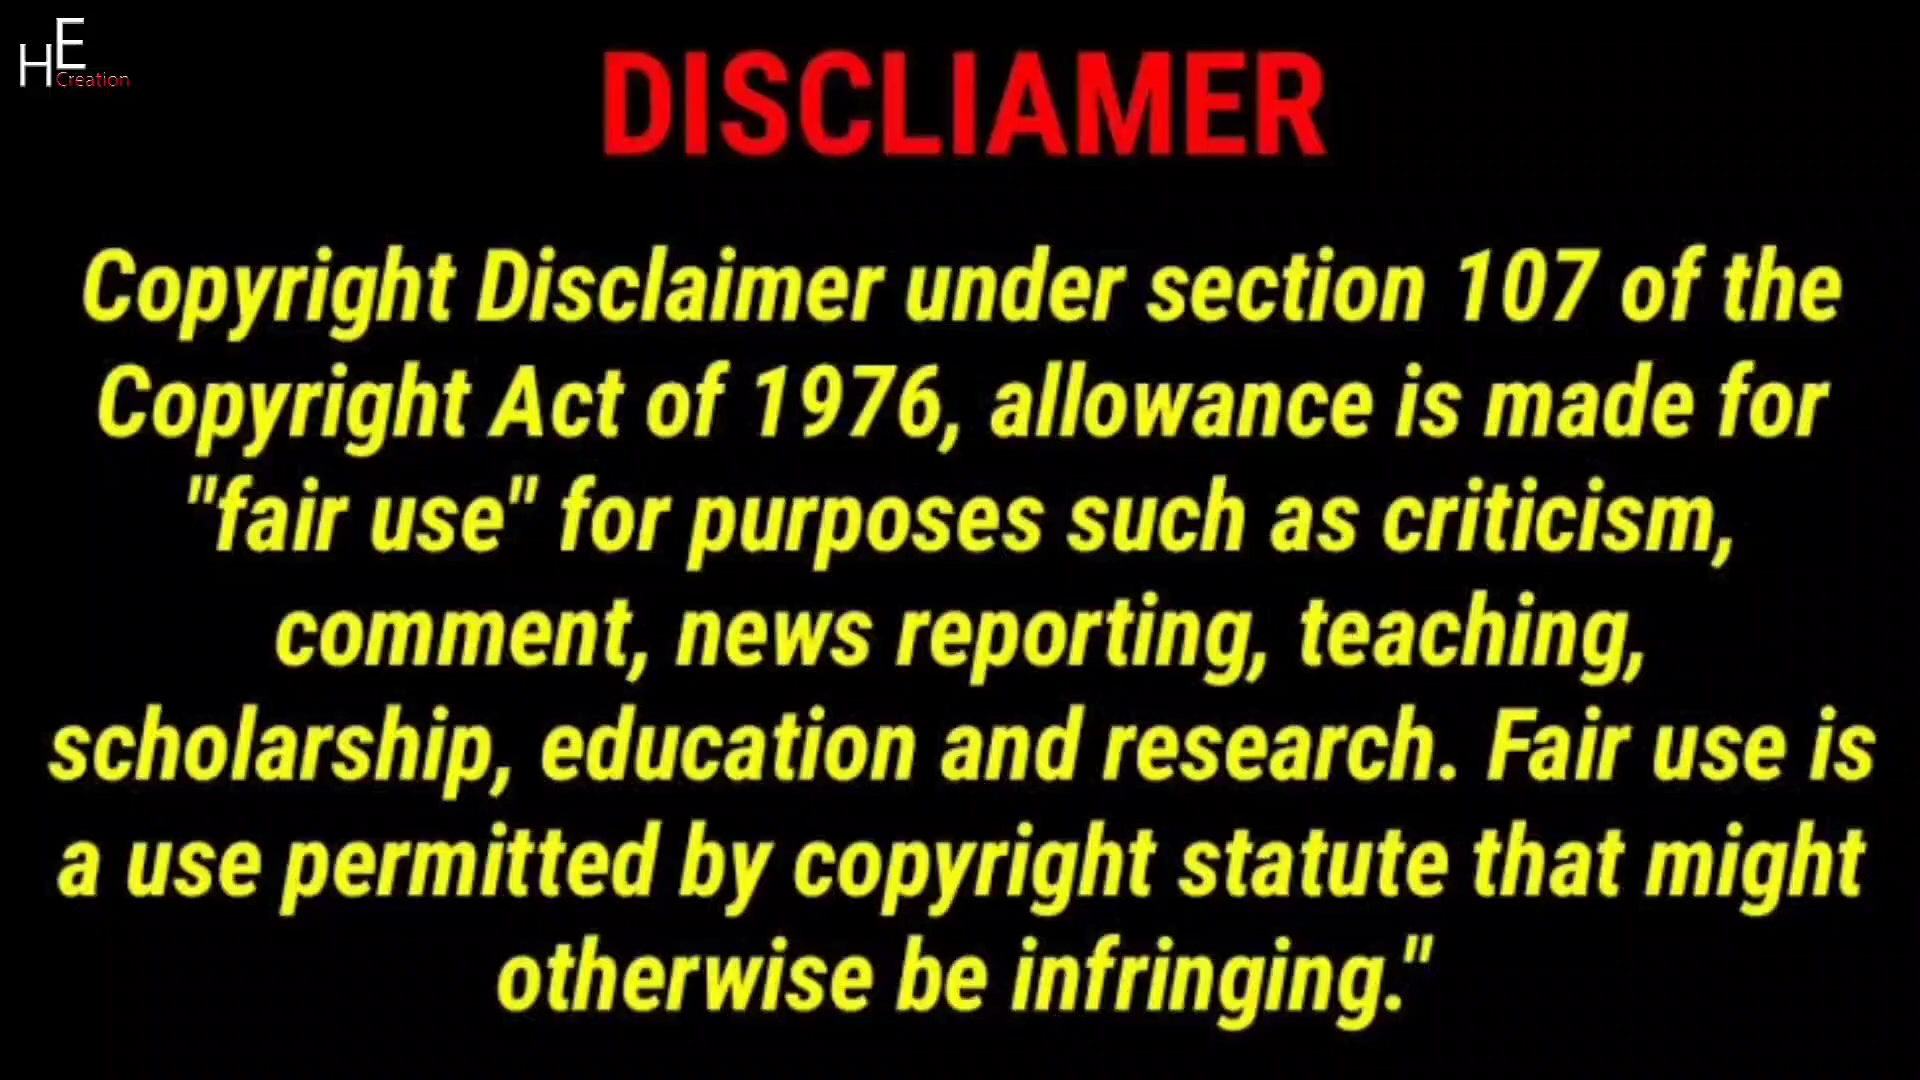 HE
Creation
DISCLIAMER
Copyright Disclaimer under section 107 of the
Copyright Act of 1976, allowance is made for
"fair use" for purposes such as criticism,
comment, news reporting, teaching,
scholarship, education and research. Fair use is
a use permitted by copyright statute that might
otherwise be infringing."